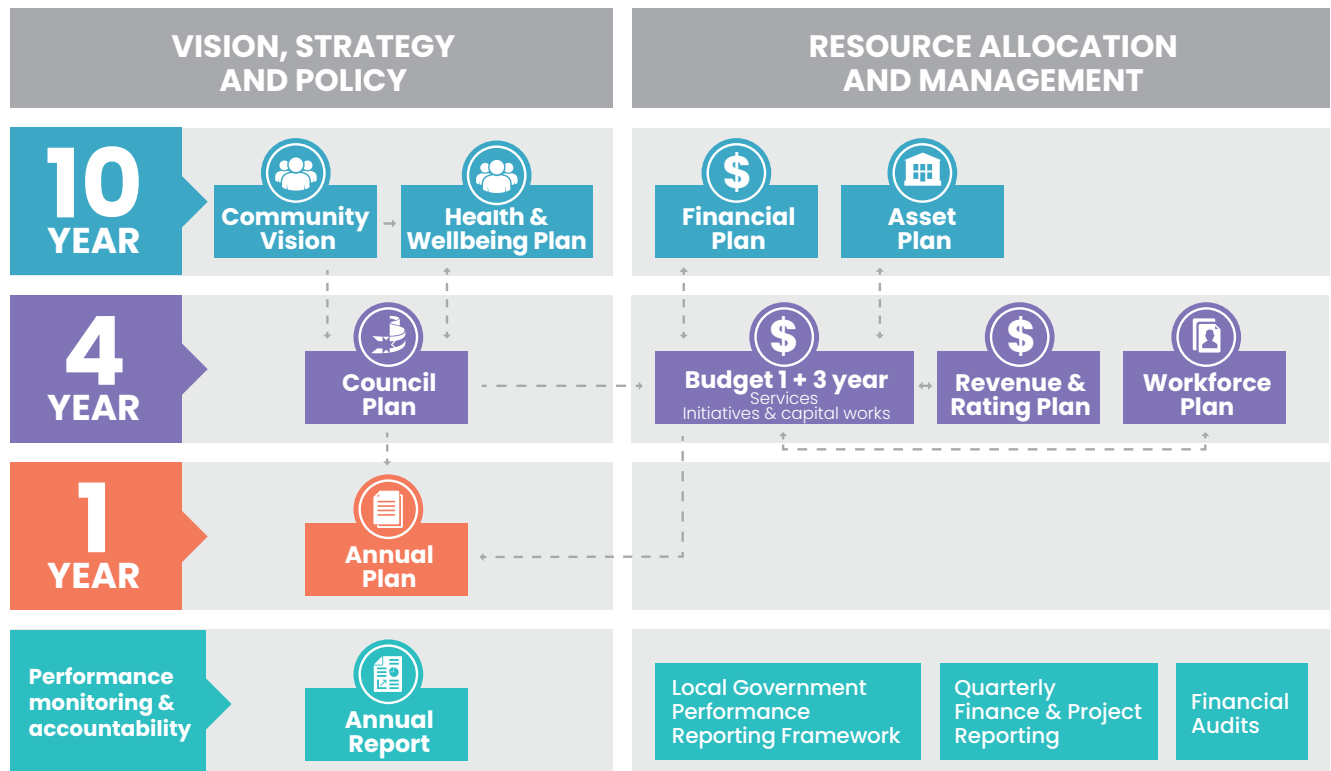 VISION, STRATEGY
AND POLICY
RESOURCE ALLOCATION
AND MANAGEMENT
10
YEAR
Community
Vision
Health &
Wellbeing Plan
$
Financial
Plan
Asset
Plan
4
YEAR
Council
Plan
$
Budget 1 + 3 year
Services
Initiatives & capital works
$
Revenue &
Rating Plan
Workforce
Plan
1
YEAR
Annual
Plan
Performance
monitoring &
accountability
Annual
Report
Local Government
Performance
Reporting Framework
Quarterly
Finance & Project
Reporting
Financial
Audits